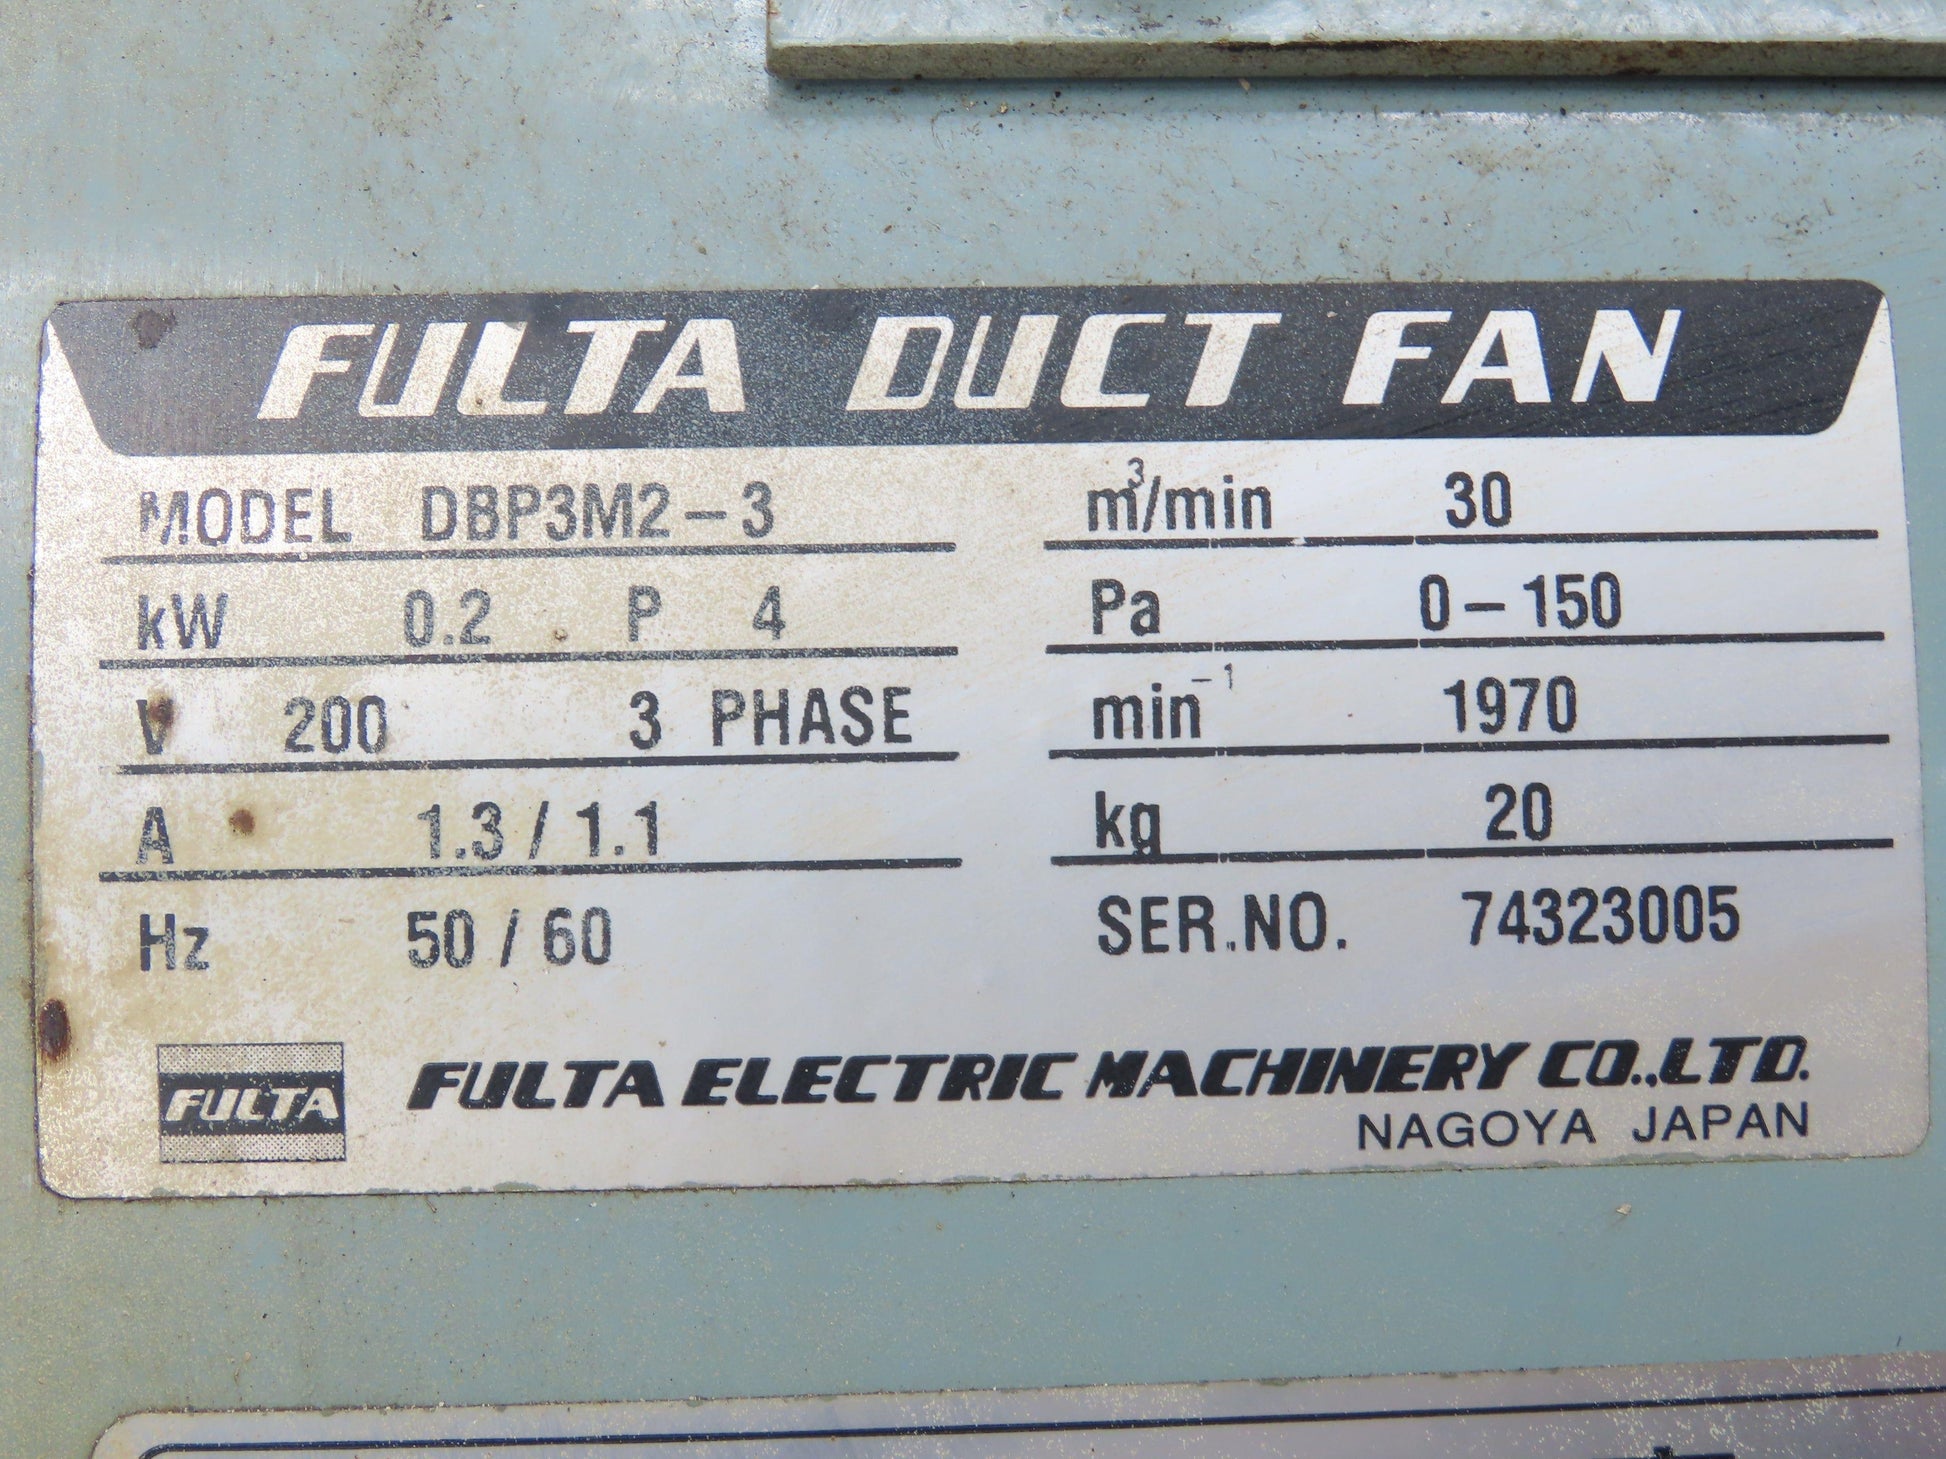 FULTA DUCT FAN
MODEL DBP3M2-3
kW 0.2 P 4
V 200 3 PHASE
A 1.3 / 1.1
Hz 50 / 60
m³/min 30
Pa 0-150
min⁻¹ 1970
kg 20
SER.NO. 74323005
FULTA
FULTA ELECTRIC MACHINERY CO.,LTD.
NAGOYA JAPAN